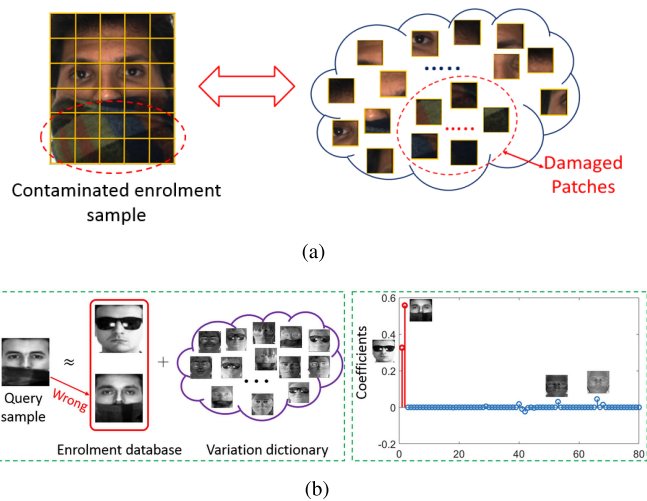 Contaminated enrolment
sample
Damaged
Patches
(a)
Query
sample
≈
Wrong
+
Enrolment database
Variation dictionary
Coefficients
0.6
0.4
0.2
0
-0.2
0
20
40
60
80
(b)